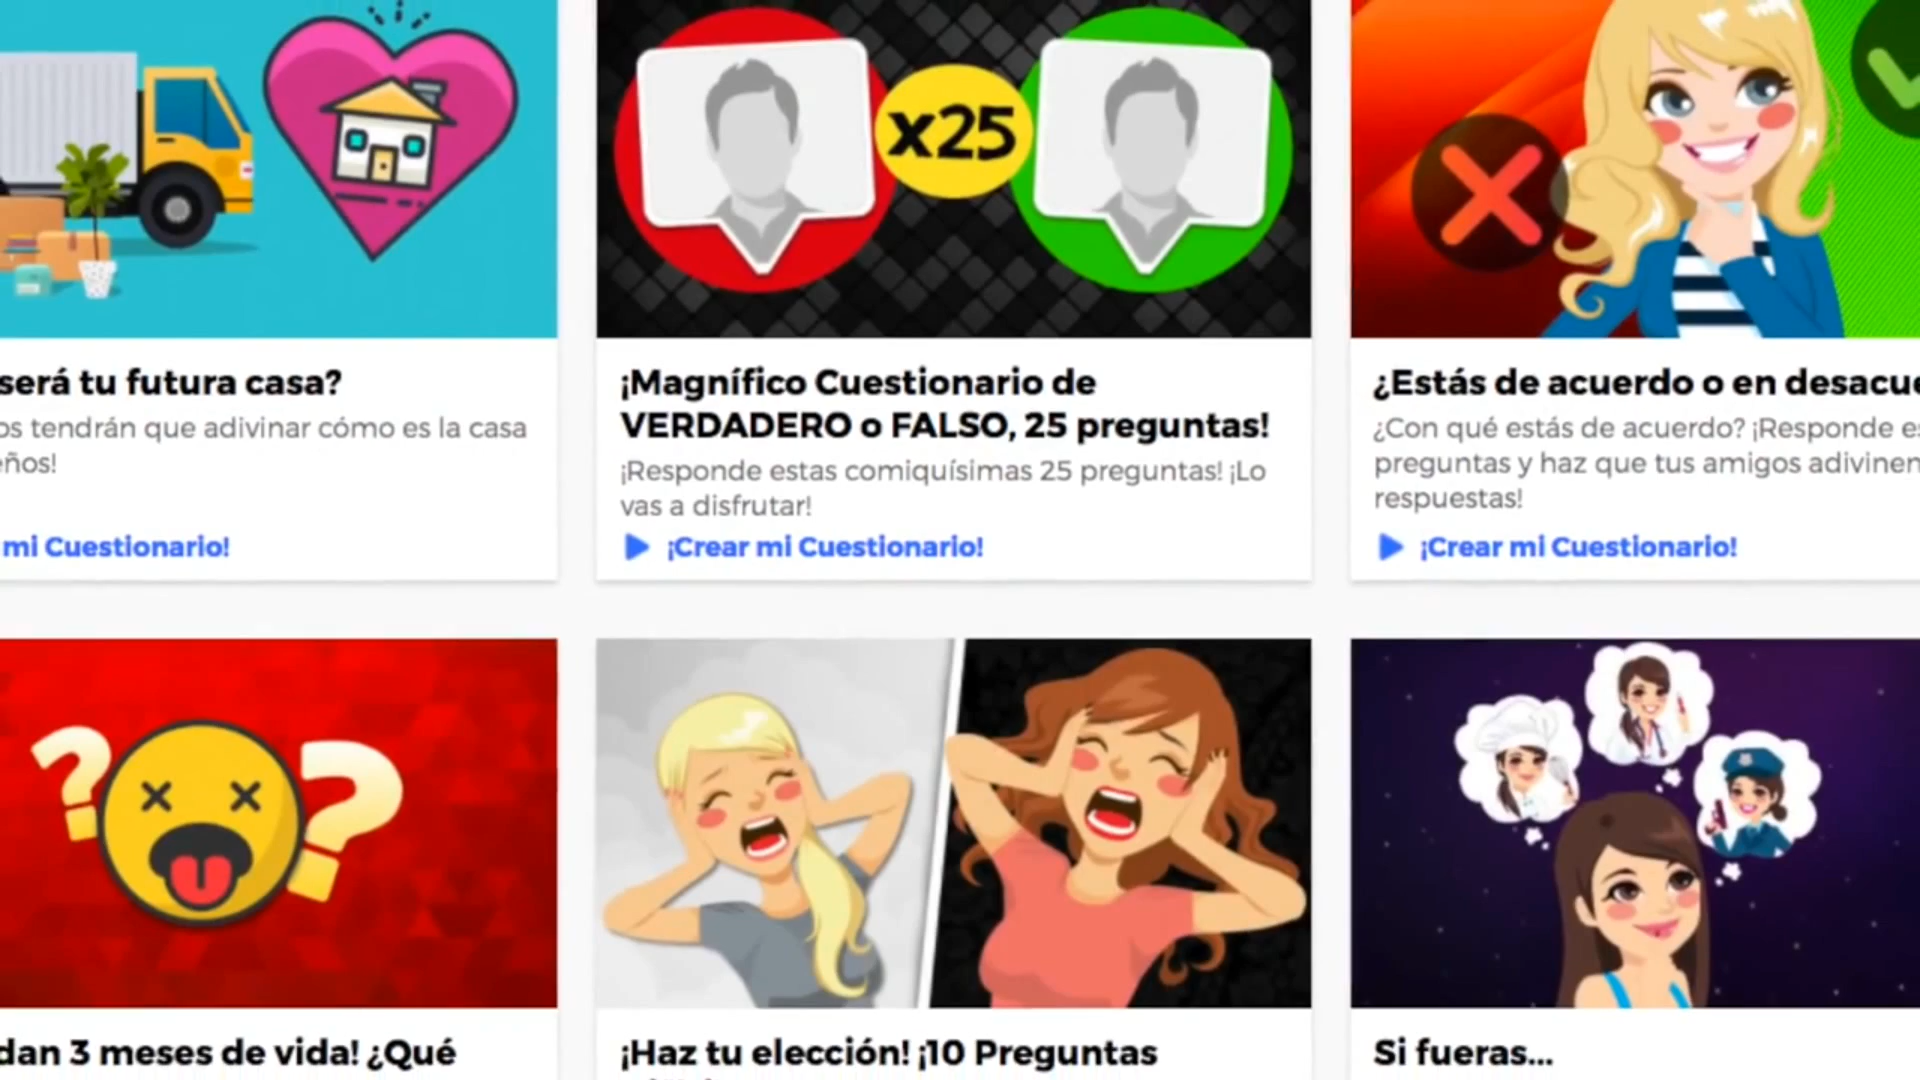 x25
será tu futura casa?
os tendrán que adivinar cómo es la casa
eños!
mi Cuestionario!
¡Magnífico Cuestionario de
VERDADERO o FALSO, 25 preguntas!
¡Responde estas comiquísimas 25 preguntas! ¡Lo
vas a disfrutar!
¡Crear mi Cuestionario!
¿Estás de acuerdo o en desacue
¿Con qué estás de acuerdo? ¡Responde es
preguntas y haz que tus amigos adivinen
respuestas!
¡Crear mi Cuestionario!
? ?
dan 3 meses de vida! ¿Qué
¡Haz tu elección! ¡10 Preguntas
Si fueras...